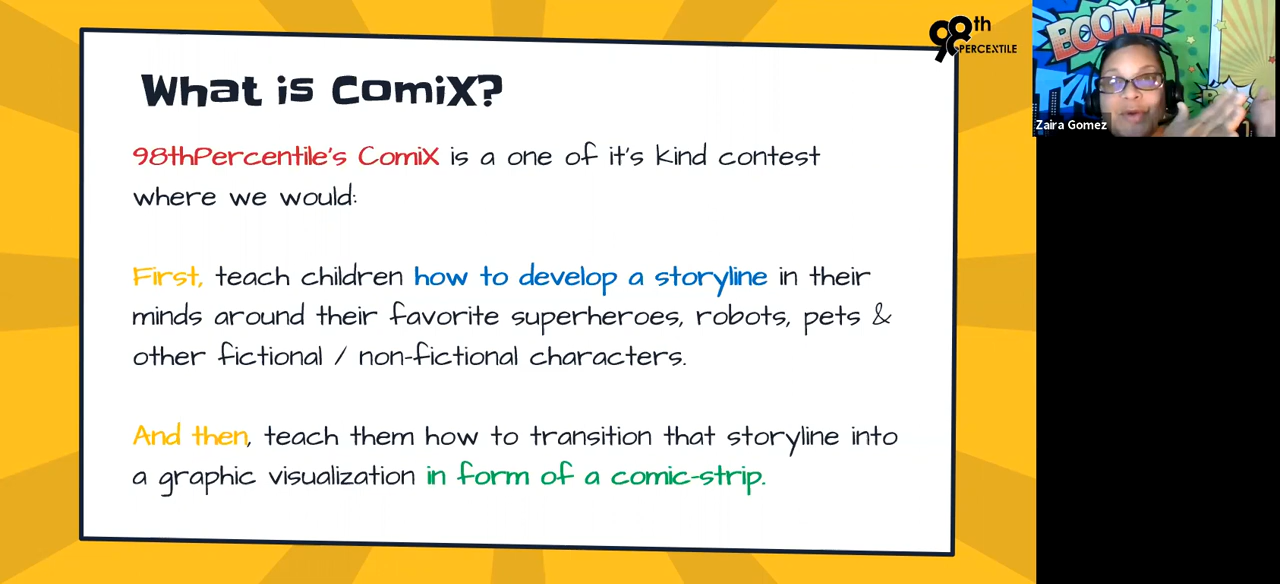 98th
PERCEXTILE
BOOM!
Zaira Gomez
What is ComiX?
98thPercentile's ComiX is a one of it's kind contest
where we would:
First, teach children how to develop a storyline in their
minds around their favorite superheroes, robots, pets &
other fictional / non-fictional characters.
And then, teach them how to transition that storyline into
a graphic visualization in form of a comic-strip.